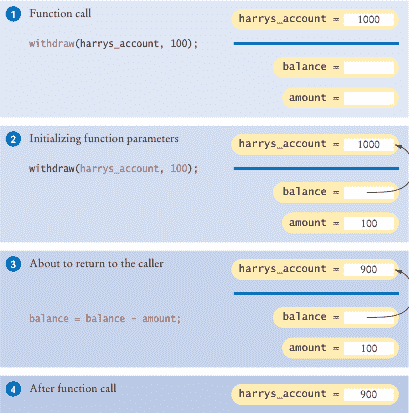 1 Function call
harrys_account = 1000
withdraw(harrys_account, 100);
balance =
amount =
2 Initializing function parameters
harrys_account = 1000
withdraw(harrys_account, 100);
balance =
amount = 100
3 About to return to the caller
harrys_account = 900
balance = balance - amount;
balance =
amount = 100
4 After function call
harrys_account = 900